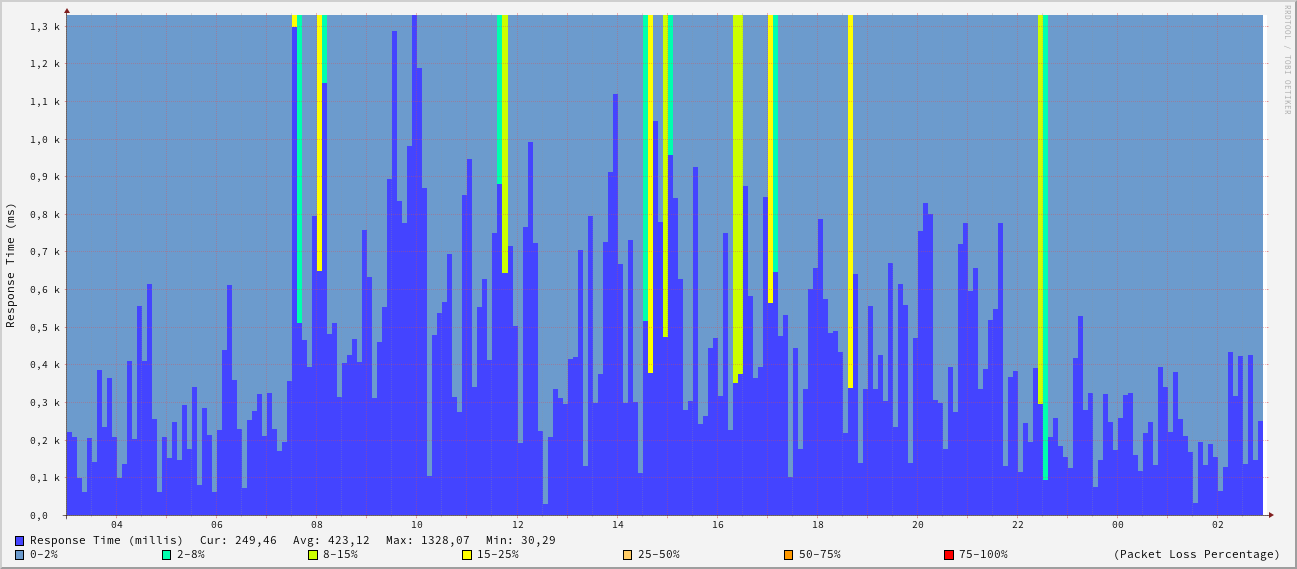 RRDTOOL / TOBI OETIKER
Response Time (ms)
1,3 k
1,2 k
1,1 k
1,0 k
0,9 k
0,8 k
0,7 k
0,6 k
0,5 k
0,4 k
0,3 k
0,2 k
0,1 k
0,0
04 06 08 10 12 14 16 18 20 22 00 02
Response Time (millis) Cur: 249,46 Avg: 423,12 Max: 1328,07 Min: 30,29
0-2% 2-8% 8-15% 15-25% 25-50% 50-75% 75-100% (Packet Loss Percentage)